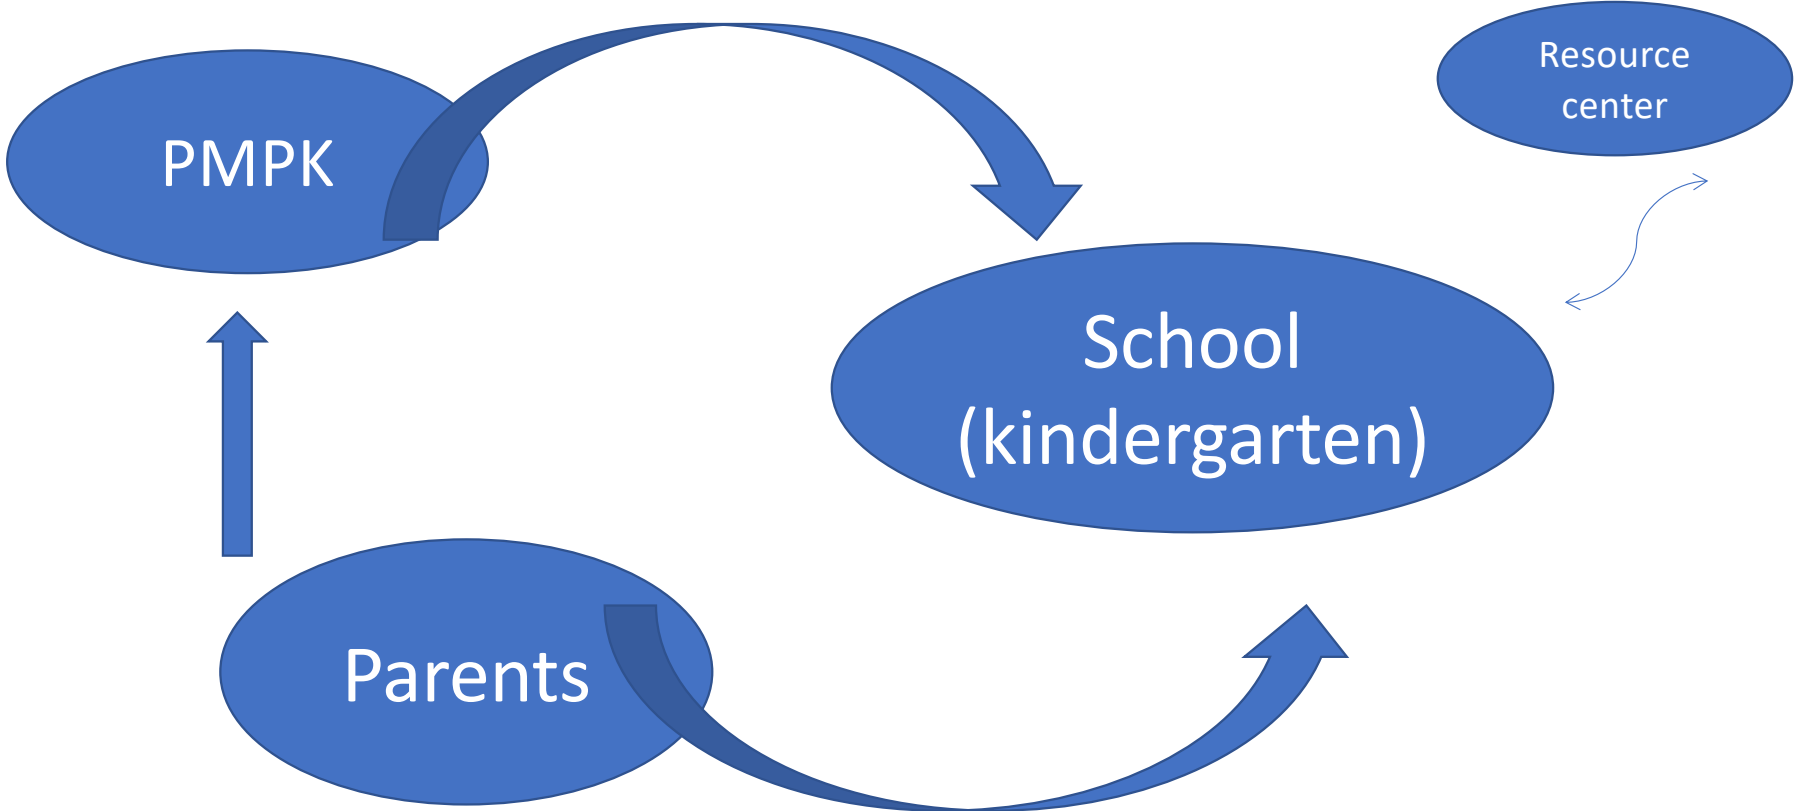 PMPK
Resource
center
School
(kindergarten)
Parents